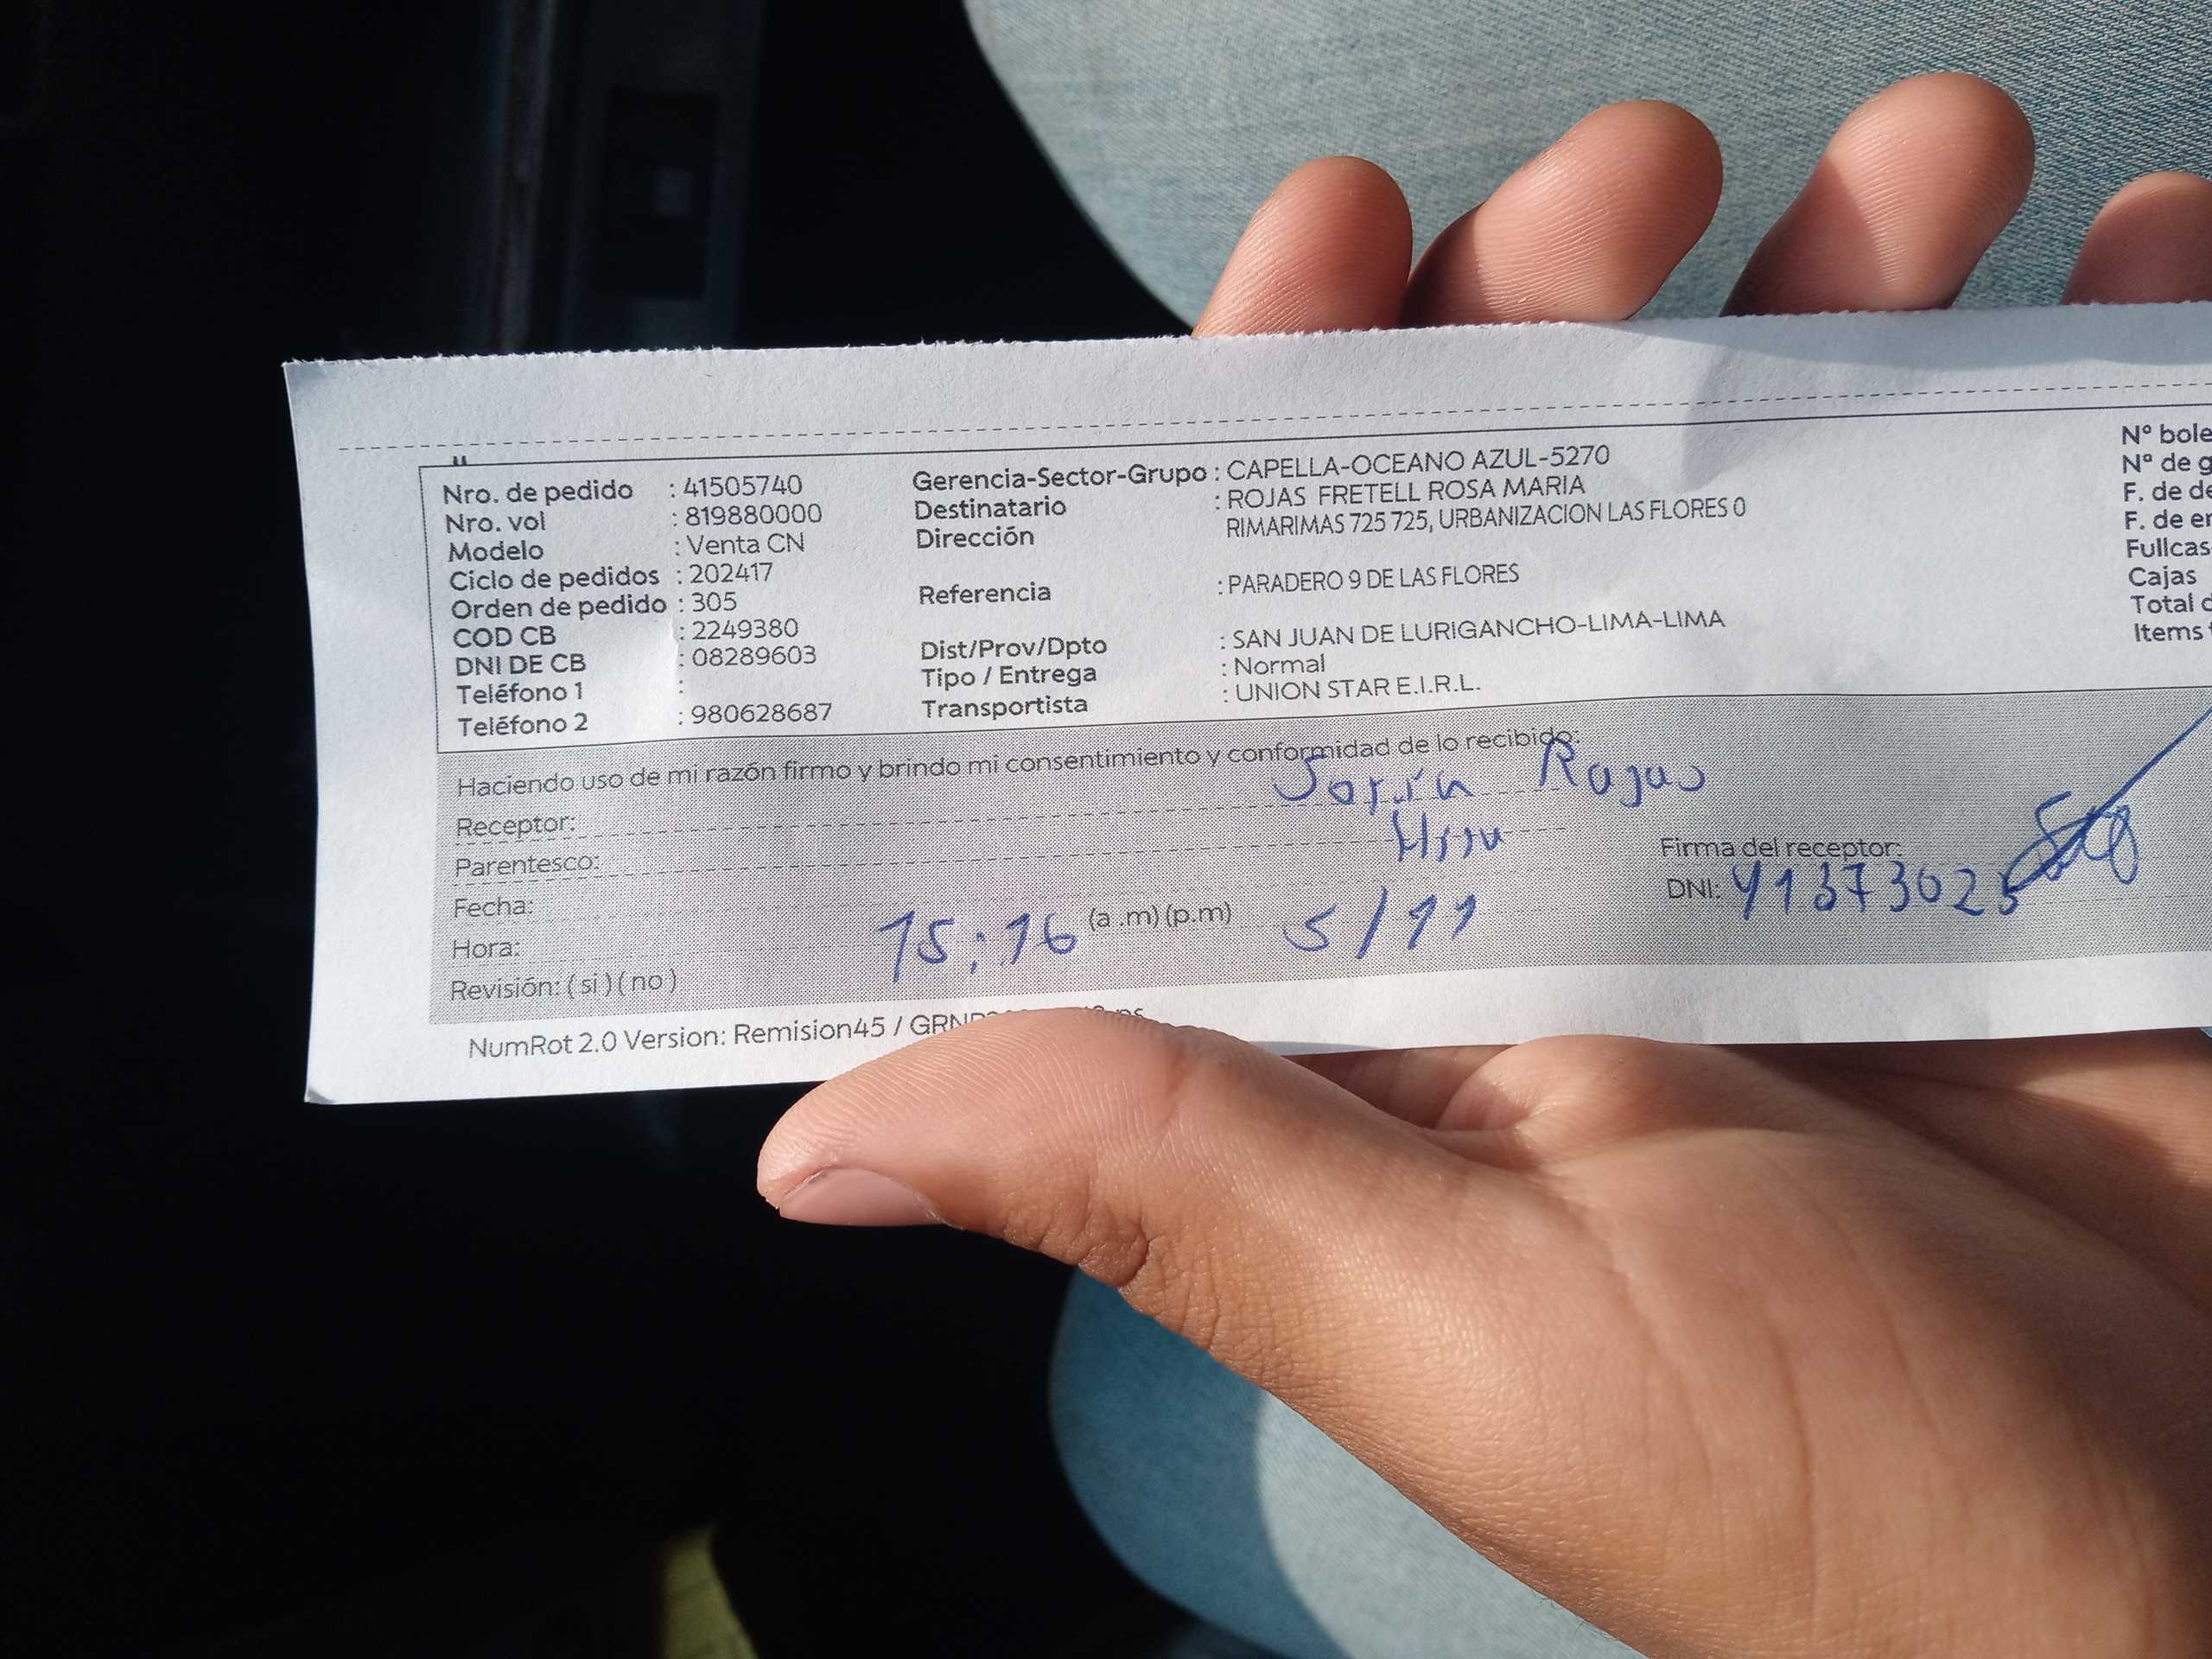 Nro. de pedido : 41505740
Nro. vol : 819880000
Modelo : Venta CN
Ciclo de pedidos : 202417
Orden de pedido : 305
COD CB : 2249380
DNI DE CB : 08289603
Teléfono 1 :
Teléfono 2 : 980628687
Gerencia-Sector-Grupo : CAPELLA-OCEANO AZUL-5270
Destinatario : ROJAS FRETELL ROSA MARIA
Dirección RIMARIMAS 725 725, URBANIZACION LAS FLORES 0
Referencia : PARADERO 9 DE LAS FLORES
Dist/Prov/Dpto : SAN JUAN DE LURIGANCHO-LIMA-LIMA
Tipo / Entrega : Normal
Transportista : UNION STAR E.I.R.L.
Nº bole
Nº de g
F. de de
F. de en
Fullcas
Cajas
Total d
Items
Haciendo uso de mi razón firmo y brindo mi consentimiento y conformidad de lo recibido:
Receptor: Rojas
Parentesco:
Fecha: 5/11
Hora: 15:16 (a .m) (p.m)
Revisión: ( si ) ( no )
Firma del receptor:
DNI: 41373025
NumRot 2.0 Version: Remision45 /